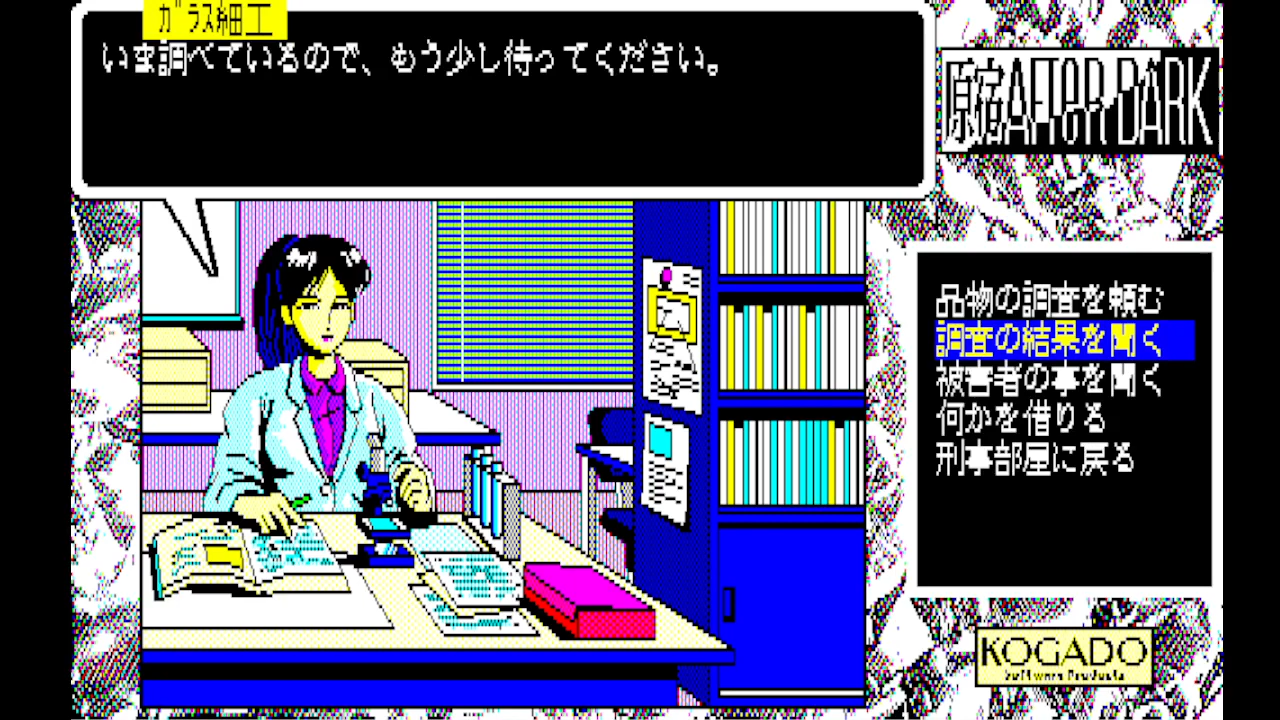 ガラス細工
いま調べているので、もう少し待ってください。
原宿AFTER DARK
品物の調査を頼む
調査の結果を聞く
被害者の事を聞く
何かを借りる
刑事部屋に戻る
KOGADO
Software Products